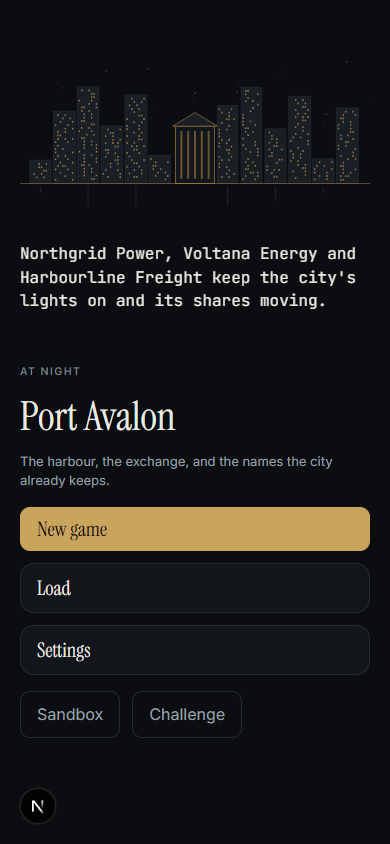 Northgrid Power, Voltana Energy and
Harbourline Freight keep the city's
lights on and its shares moving.
AT NIGHT
Port Avalon
The harbour, the exchange, and the names the city
already keeps.
New game
Load
Settings
Sandbox
Challenge
N